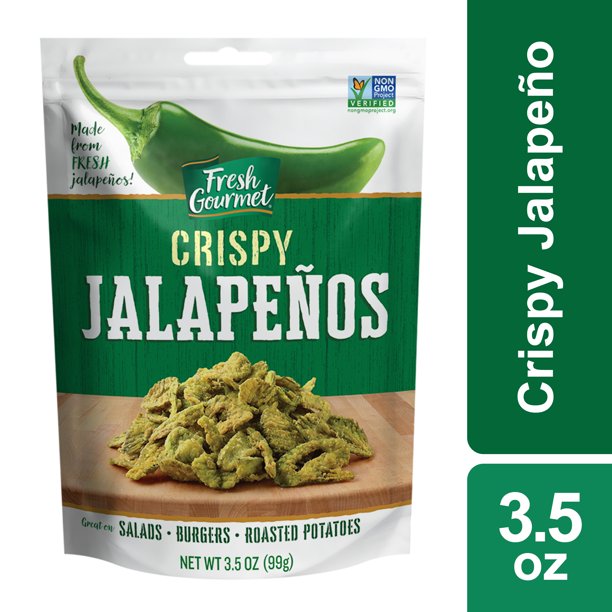 Made
from
FRESH
jalapeños!
NON
GMO
Project
VERIFIED
nongmoproject.org
Fresh
Gourmet®
CRISPY
JALAPEÑOS
Great on SALADS • BURGERS • ROASTED POTATOES
NET WT 3.5 OZ (99g)
Crispy Jalapeño
3.5
oz